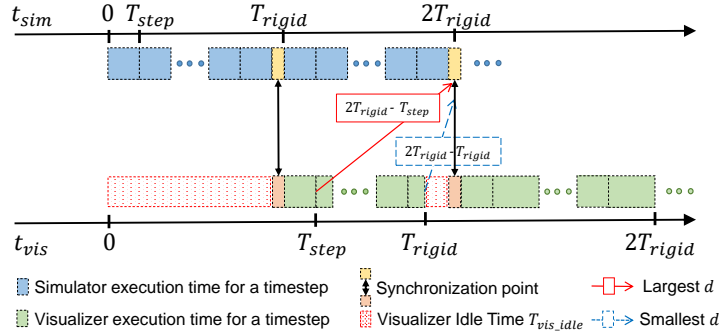 t_sim 0 T_step T_rigid 2T_rigid
2T_rigid - T_step
2T_rigid - T_rigid
t_vis 0 T_step T_rigid 2T_rigid
Simulator execution time for a timestep
Synchronization point
Largest d
Visualizer execution time for a timestep
Visualizer Idle Time T_vis_idle
Smallest d